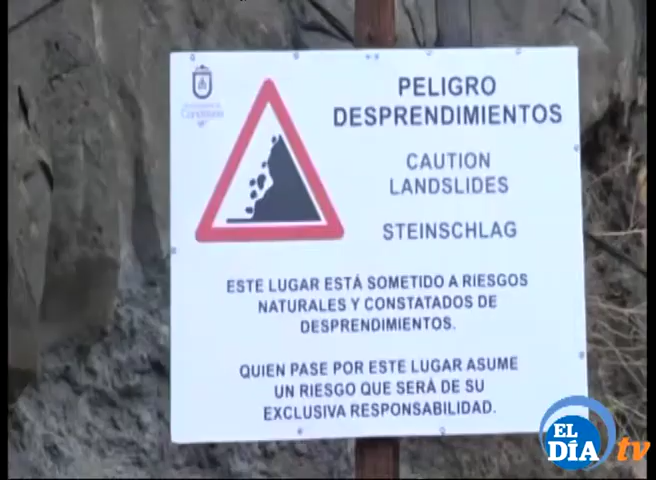 Candelaria
PELIGRO
DESPRENDIMIENTOS
CAUTION
LANDSLIDES
STEINSCHLAG
ESTE LUGAR ESTÁ SOMETIDO A RIESGOS
NATURALES Y CONSTATADOS DE
DESPRENDIMIENTOS.
QUIEN PASE POR ESTE LUGAR ASUME
UN RIESGO QUE SERÁ DE SU
EXCLUSIVA RESPONSABILIDAD.
EL
DÍA tv